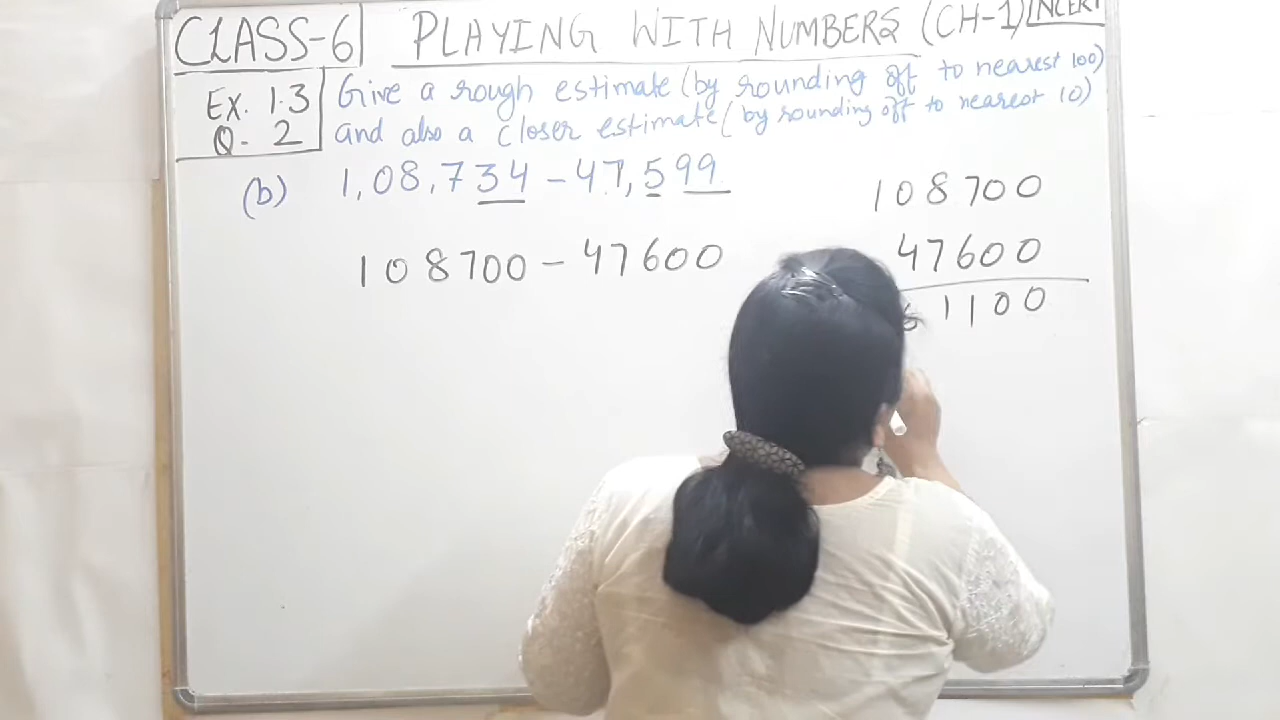 CLASS-6 PLAYING WITH NUMBERS (CH-1) NCERT
Ex. 1.3 Give a rough estimate (by rounding off to nearest 100)
Q. 2 and also a closer estimate (by rounding off to nearest 10)
(b) 1,08,734 - 47,599
108700
108700 - 47600
47600
61100